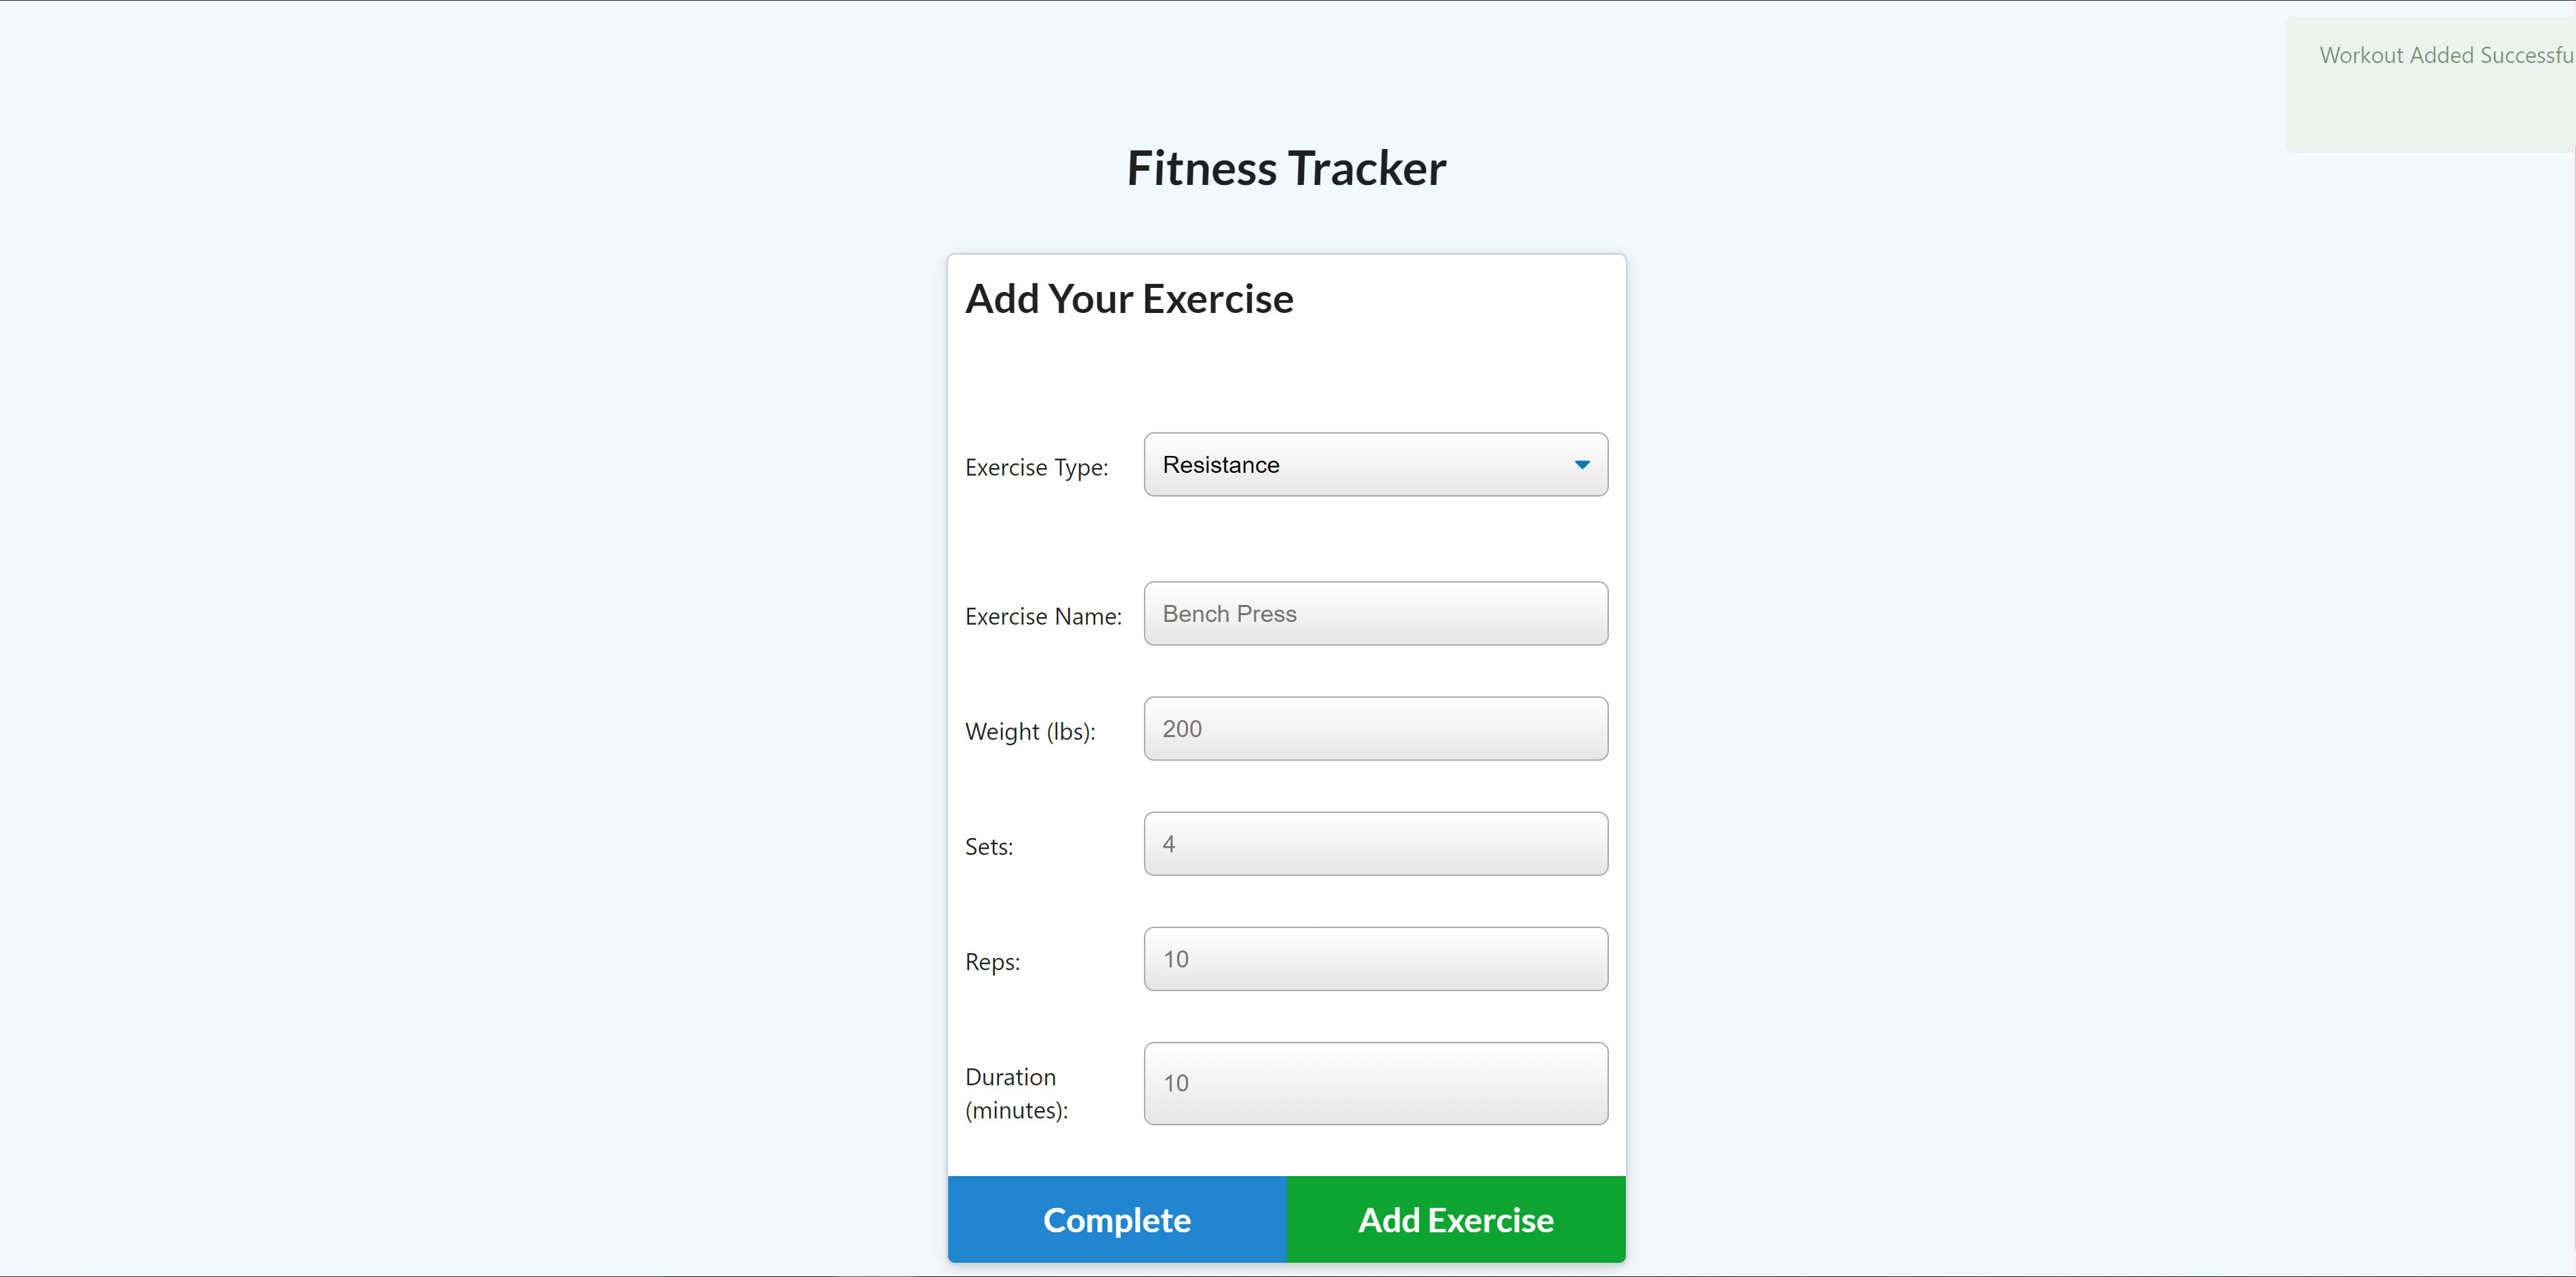 Workout Added Successfu
Fitness Tracker
Add Your Exercise
Exercise Type: Resistance
Exercise Name: Bench Press
Weight (lbs): 200
Sets: 4
Reps: 10
Duration (minutes): 10
Complete Add Exercise